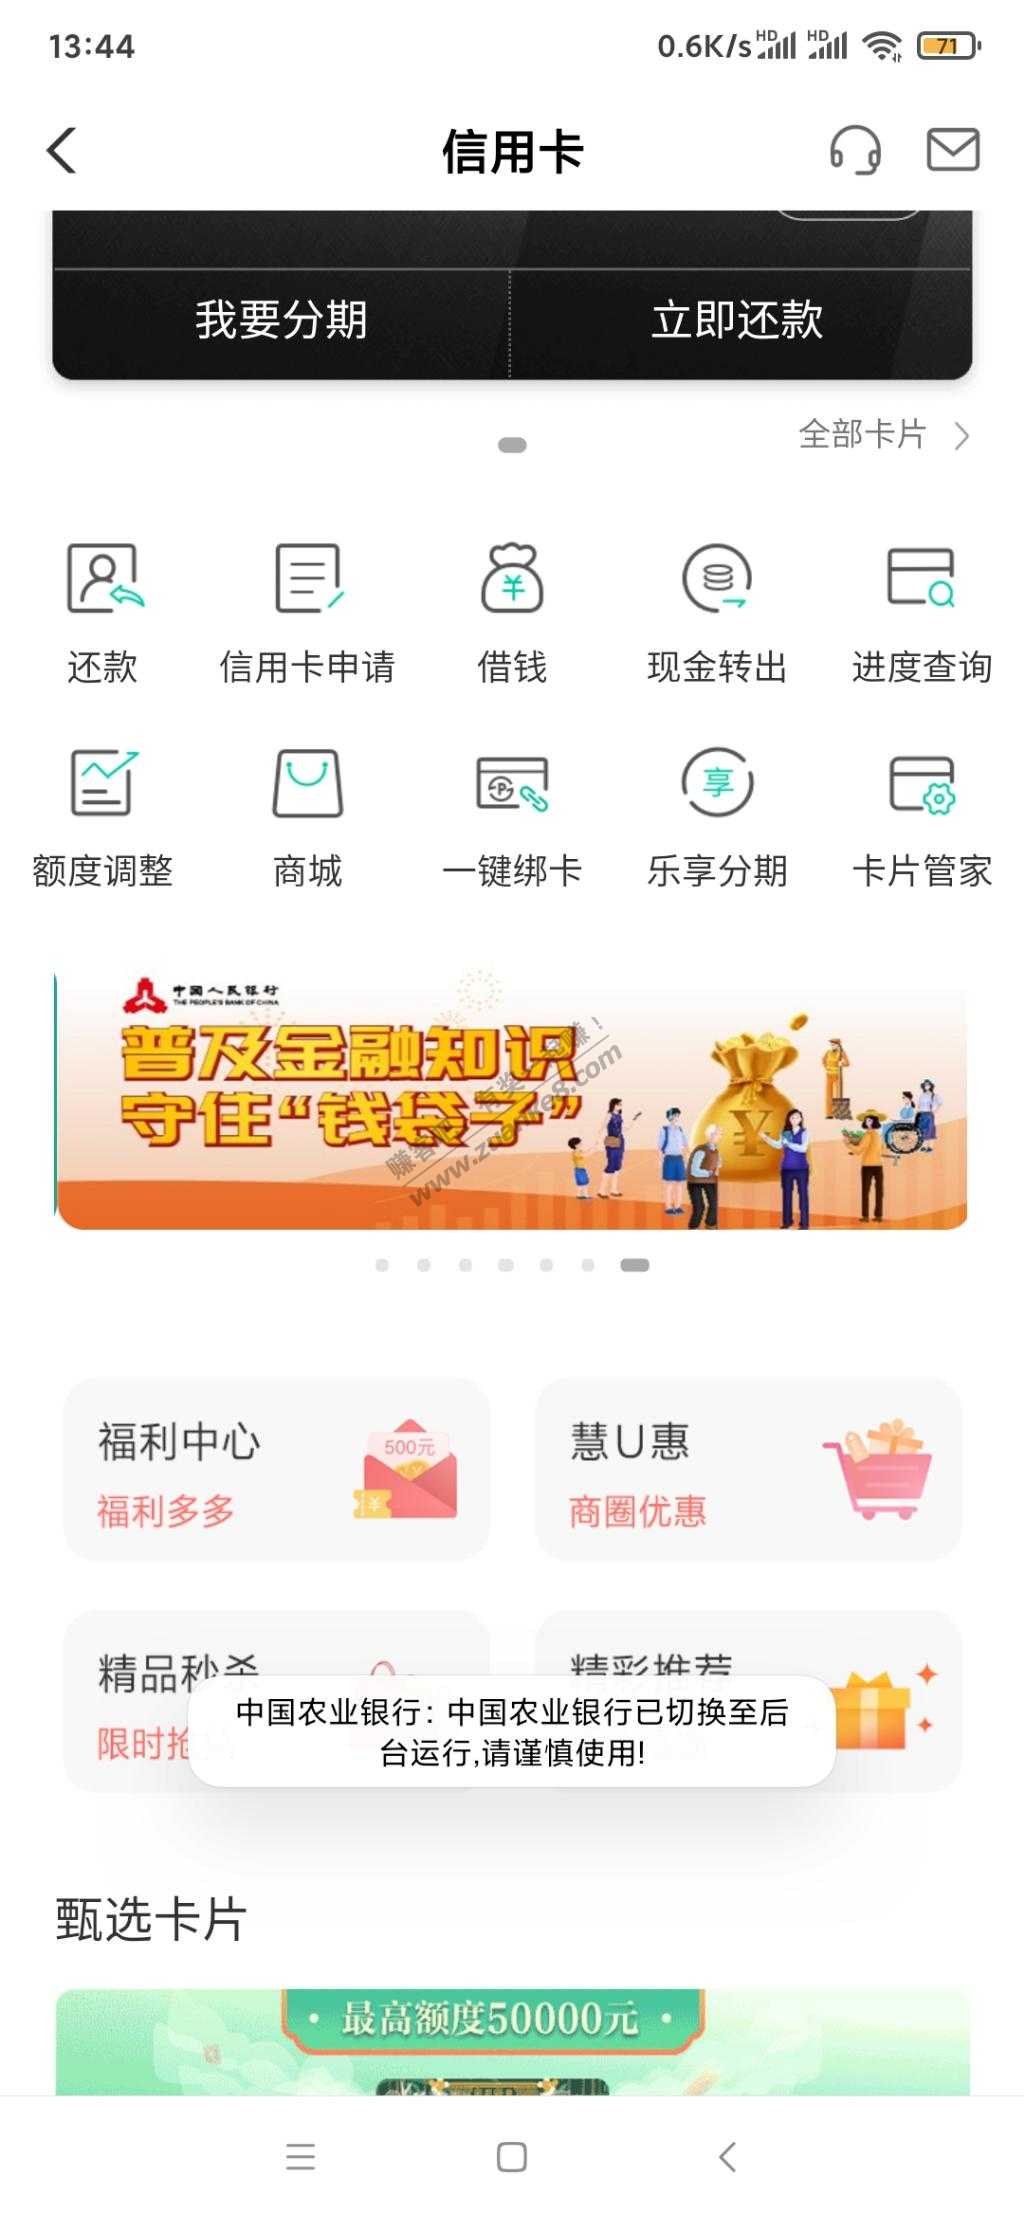 13:44
0.6K/s HD HD 71
信用卡
我要分期
立即还款
全部卡片
还款
信用卡申请
借钱
现金转出
进度查询
额度调整
商城
一键绑卡
享
乐享分期
卡片管家
中国人民银行
THE PEOPLE'S BANK OF CHINA
普及金融知识
守住“钱袋子”
www.zuanke8.com
福利中心
500元
福利多多
慧U惠
商圈优惠
精品秒杀
限时抢
精彩推荐
中国农业银行：中国农业银行已切换至后
台运行,请谨慎使用!
甄选卡片
·最高额度50000元·